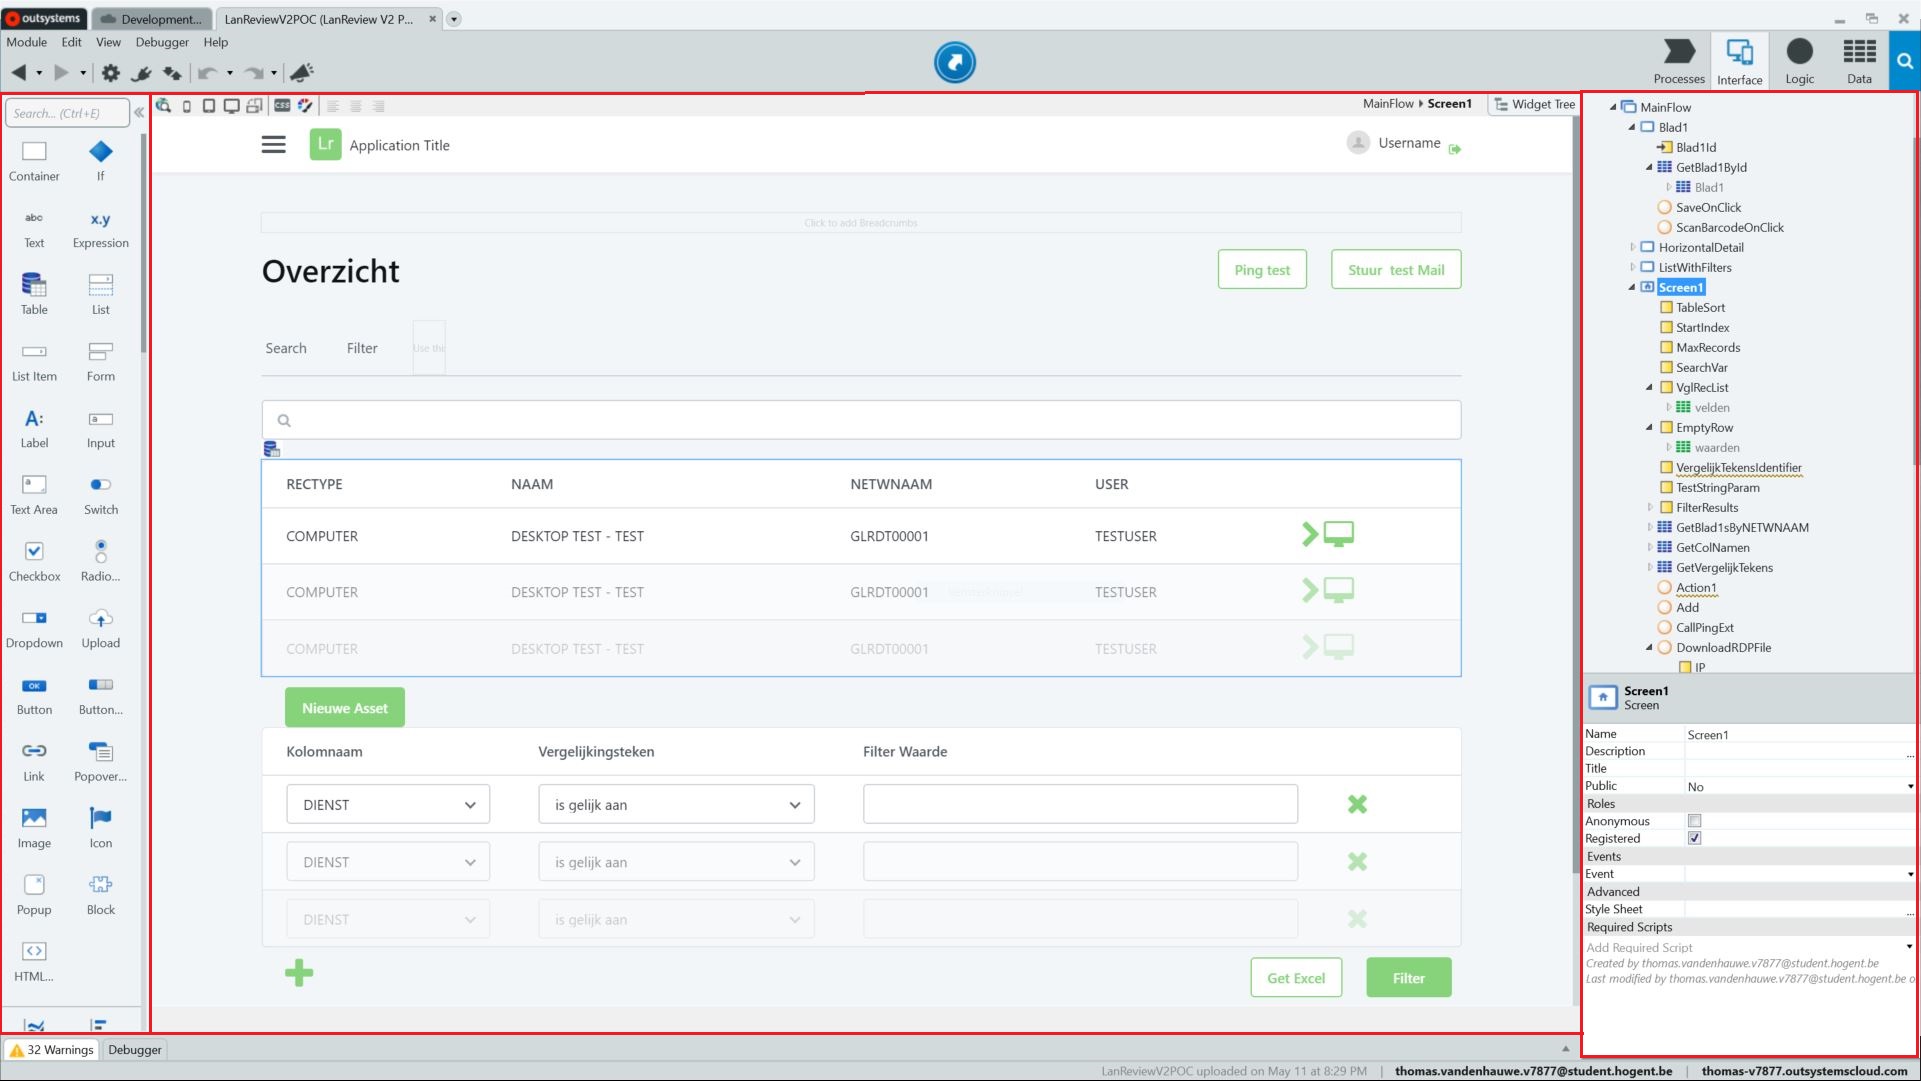 outsystems
Development...
LanReviewV2POC (LanReview V2 P...
Module Edit View Debugger Help
Processes
Interface
Logic
Data
Search... (Ctrl+E)
Container
If
abc
Text
x.y
Expression
Table
List
List Item
Form
A:
Label
a
Input
a
Text Area
Switch
Checkbox
Radio...
Dropdown
Upload
OK
Button
Button...
Link
Popover...
Image
Icon
Popup
Block
HTML...
CSS
MainFlow
Screen1
Widget Tree
Lr
Application Title
Username
Click to add Breadcrumbs
Overzicht
Ping test
Stuur test Mail
Search
Filter
Use thi
RECTYPE NAAM NETWNAAM USER
COMPUTER DESKTOP TEST - TEST GLRDT00001 TESTUSER
COMPUTER DESKTOP TEST - TEST GLRDT00001 TESTUSER
COMPUTER DESKTOP TEST - TEST GLRDT00001 TESTUSER
Nieuwe Asset
Kolomnaam Vergelijkingsteken Filter Waarde
DIENST is gelijk aan
DIENST is gelijk aan
DIENST is gelijk aan
Get Excel
Filter
MainFlow
Blad1
Blad1Id
GetBlad1ById
Blad1
SaveOnClick
ScanBarcodeOnClick
HorizontalDetail
ListWithFilters
Screen1
TableSort
StartIndex
MaxRecords
SearchVar
VglRecList
velden
EmptyRow
waarden
VergelijkTekensIdentifier
TestStringParam
FilterResults
GetBlad1sByNETWNAAM
GetColNamen
GetVergelijkTekens
Action1
Add
CallPingExt
DownloadRDPFile
IP
Screen1
Screen
Name Screen1
Description ...
Title
Public No
Roles
Anonymous
Registered
Events
Event
Advanced
Style Sheet ...
Required Scripts
Add Required Script
Created by thomas.vandenhauwe.v7877@student.hogent.be
Last modified by thomas.vandenhauwe.v7877@student.hogent.be o
32 Warnings
Debugger
LanReviewV2POC uploaded on May 11 at 8:29 PM | thomas.vandenhauwe.v7877@student.hogent.be | thomas-v7877.outsystemscloud.com